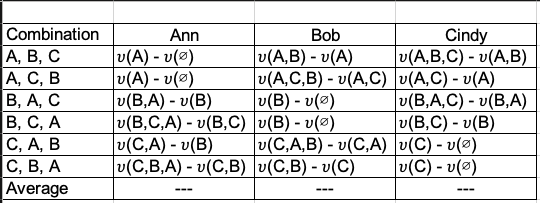 Combination Ann Bob Cindy
A, B, C 𝜐(A) - 𝜐(∅) 𝜐(A,B) - 𝜐(A) 𝜐(A,B,C) - 𝜐(A,B)
A, C, B 𝜐(A) - 𝜐(∅) 𝜐(A,C,B) - 𝜐(A,C) 𝜐(A,C) - 𝜐(A)
B, A, C 𝜐(B,A) - 𝜐(B) 𝜐(B) - 𝜐(∅) 𝜐(B,A,C) - 𝜐(B,A)
B, C, A 𝜐(B,C,A) - 𝜐(B,C) 𝜐(B) - 𝜐(∅) 𝜐(B,C) - 𝜐(B)
C, A, B 𝜐(C,A) - 𝜐(B) 𝜐(C,A,B) - 𝜐(C,A) 𝜐(C) - 𝜐(∅)
C, B, A 𝜐(C,B,A) - 𝜐(C,B) 𝜐(C,B) - 𝜐(C) 𝜐(C) - 𝜐(∅)
Average --- --- ---